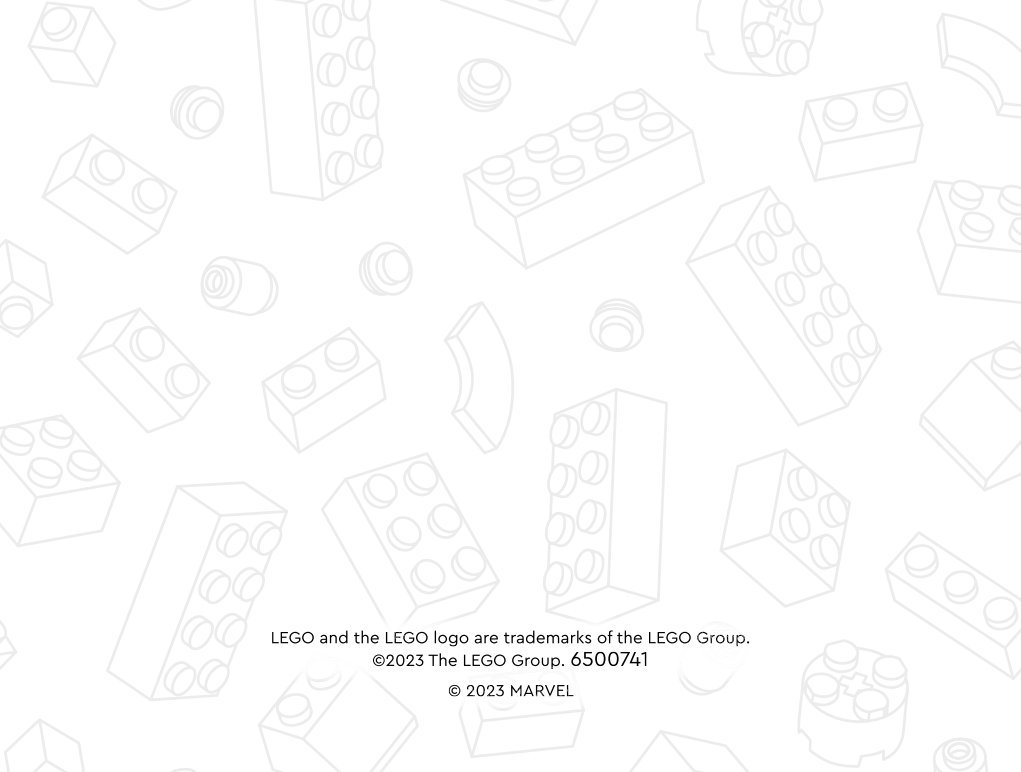 LEGO and the LEGO logo are trademarks of the LEGO Group.
©2023 The LEGO Group. 6500741
© 2023 MARVEL